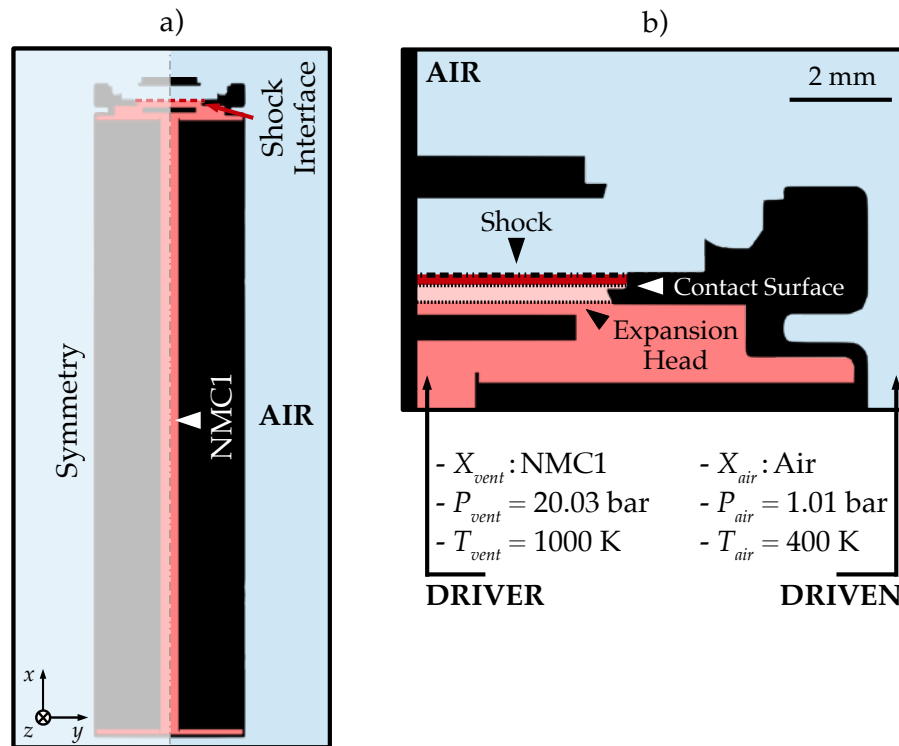 a)
Shock
Interface
Symmetry
NMC1
AIR
x
z
y
b)
AIR
2 mm
Shock
Contact Surface
Expansion
Head
- X_vent : NMC1
- P_vent = 20.03 bar
- T_vent = 1000 K
DRIVER
- X_air : Air
- P_air = 1.01 bar
- T_air = 400 K
DRIVEN